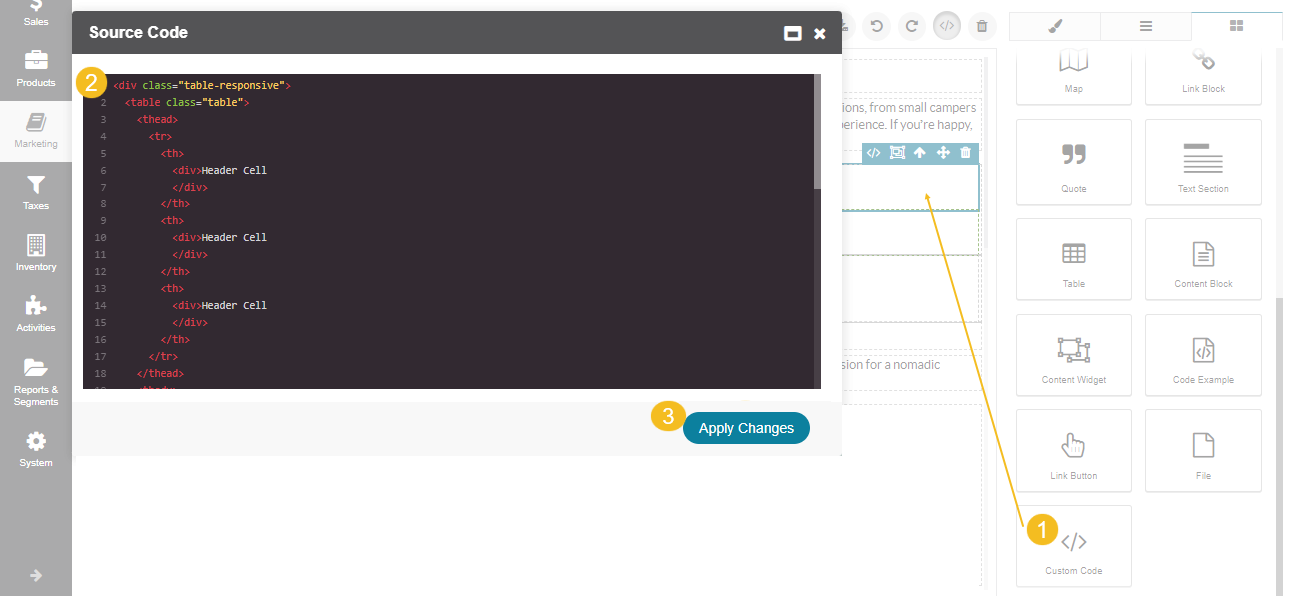 Sales
Products
Marketing
Taxes
Inventory
Activities
Reports &
Segments
System
Source Code
2
<div class="table-responsive">
2 <table class="table">
3 <thead>
4 <tr>
5 <th>
6 <div>Header Cell
7 </div>
8 </th>
9 <th>
10 <div>Header Cell
11 </div>
12 </th>
13 <th>
14 <div>Header Cell
15 </div>
16 </th>
17 </tr>
18 </thead>
19 <tbody>
3
Apply Changes
ions, from small campers
perience. If you're happy,
sion for a nomadic
Map
Link Block
Quote
Text Section
Table
Content Block
Content Widget
Code Example
Link Button
File
1
Custom Code